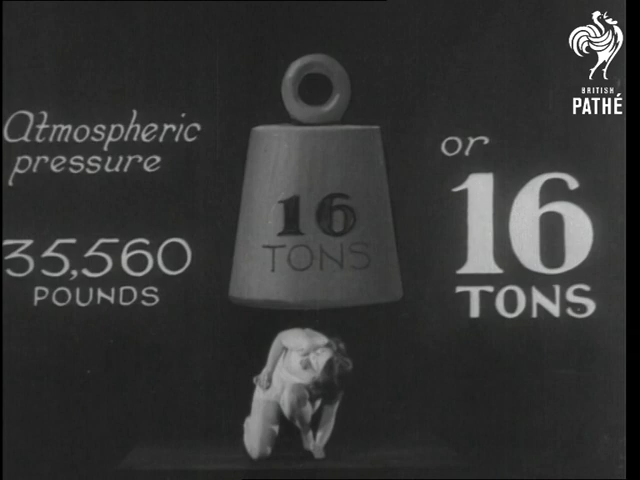 BRITISH
PATHÉ
Atmospheric
pressure
35,560
POUNDS
16
TONS
or
16
TONS